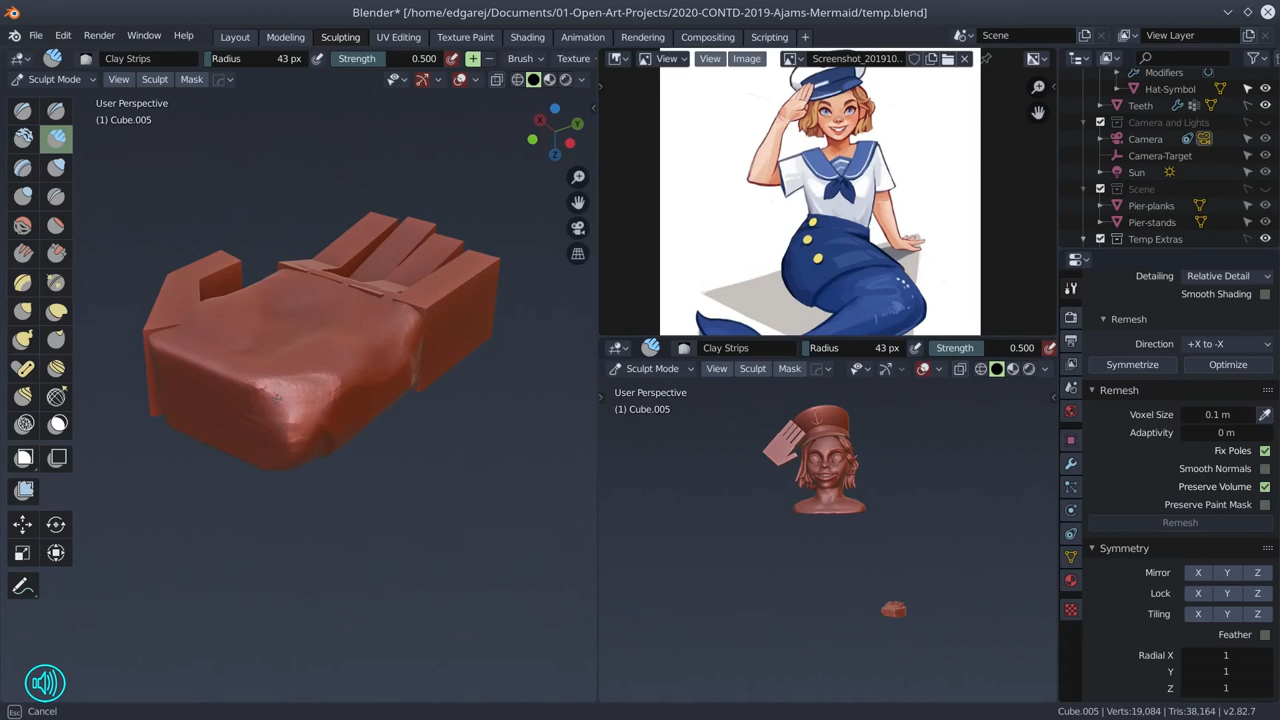 Blender* [/home/edgarej/Documents/01-Open-Art-Projects/2020-CONTD-2019-Ajams-Mermaid/temp.blend]
File Edit Render Window Help Layout Modeling Sculpting UV Editing Texture Paint Shading Animation Rendering Compositing Scripting + Scene View Layer
Clay Strips Radius 43 px Strength 0.500 Brush Texture
View View Image Screenshot_201910..
Sculpt Mode View Sculpt Mask
User Perspective
(1) Cube.005
X Y Z
Modifiers
Hat-Symbol
Teeth
Camera and Lights
Camera
Camera-Target
Sun
Scene
Pier-planks
Pier-stands
Temp Extras
Detailing Relative Detail
Smooth Shading
Remesh
Direction +X to -X
Symmetrize Optimize
Remesh
Voxel Size 0.1 m
Adaptivity 0 m
Fix Poles
Smooth Normals
Preserve Volume
Preserve Paint Mask
Remesh
Symmetry
Mirror X Y Z
Lock X Y Z
Tiling X Y Z
Feather
Radial X 1
Y 1
Z 1
Clay Strips Radius 43 px Strength 0.500
Sculpt Mode View Sculpt Mask
User Perspective
(1) Cube.005
Esc Cancel
Cube.005 | Verts:19,084 | Tris:38,164 | v2.82.7